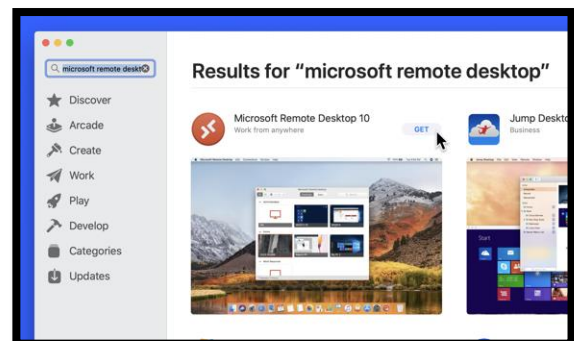 microsoft remote deskt
Results for “microsoft remote desktop”
Discover
Arcade
Create
Work
Play
Develop
Categories
Updates
Microsoft Remote Desktop 10
Work from anywhere
GET
Jump Deskto
Business
Start